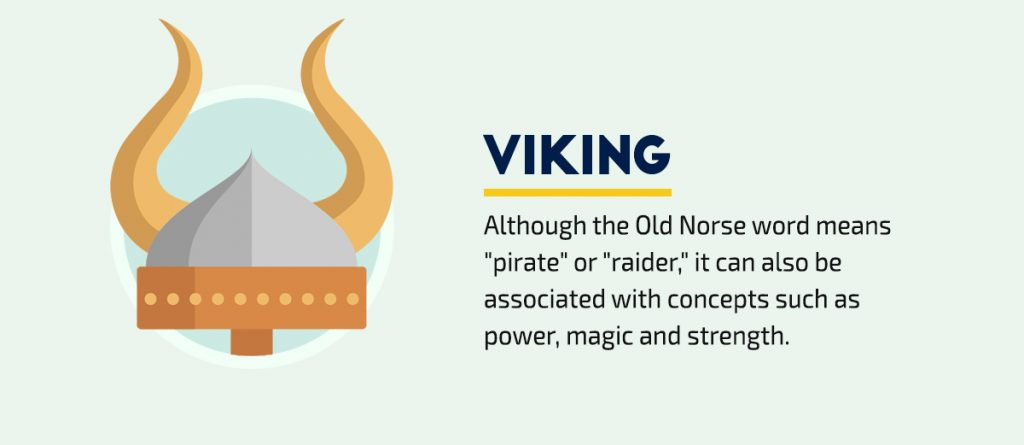 VIKING
Although the Old Norse word means
"pirate" or "raider," it can also be
associated with concepts such as
power, magic and strength.